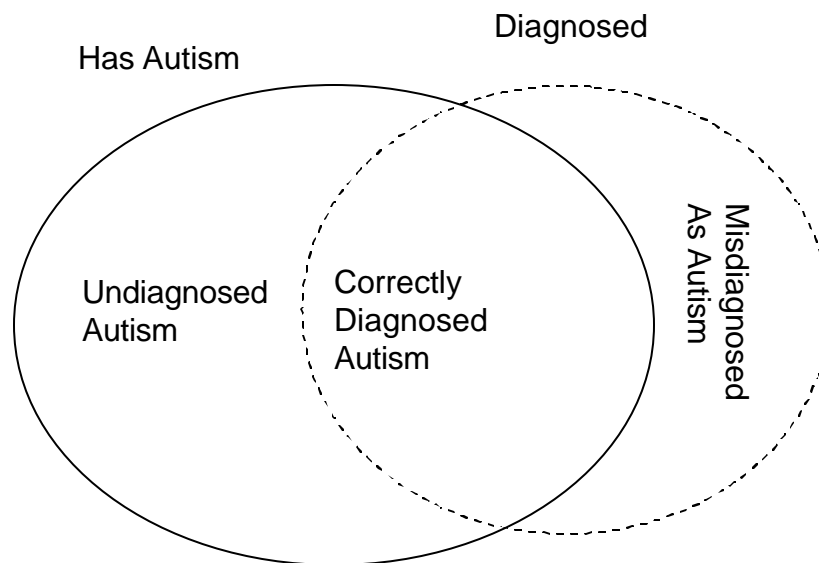 Diagnosed
Has Autism
Undiagnosed
Autism
Correctly
Diagnosed
Autism
Misdiagnosed
As Autism